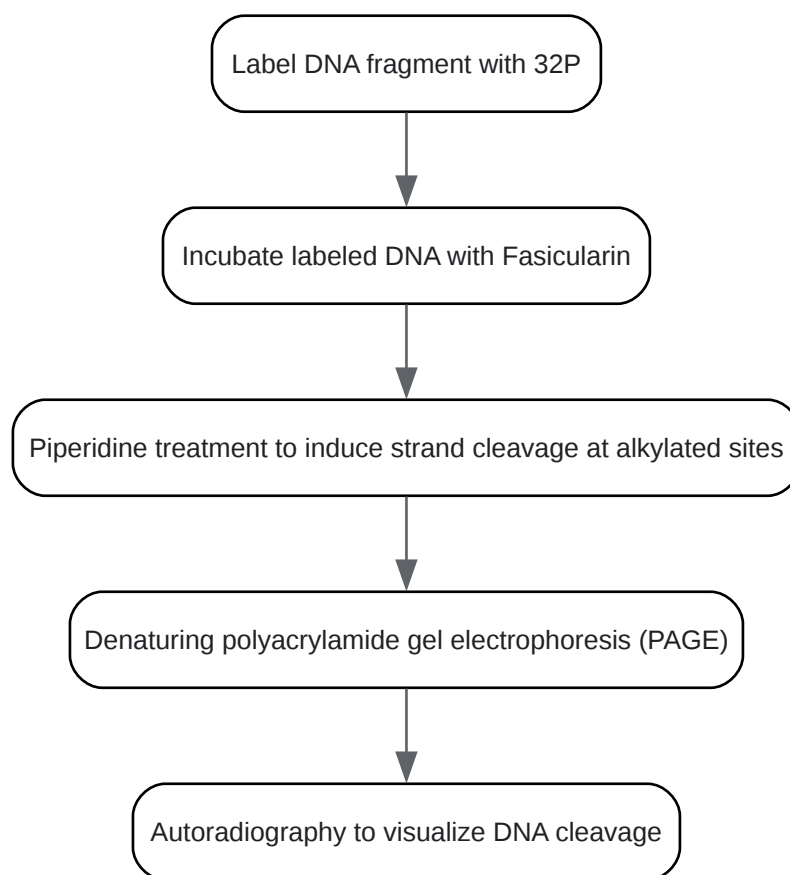 Label DNA fragment with 32P
Incubate labeled DNA with Fasicularin
Piperidine treatment to induce strand cleavage at alkylated sites
Denaturing polyacrylamide gel electrophoresis (PAGE)
Autoradiography to visualize DNA cleavage